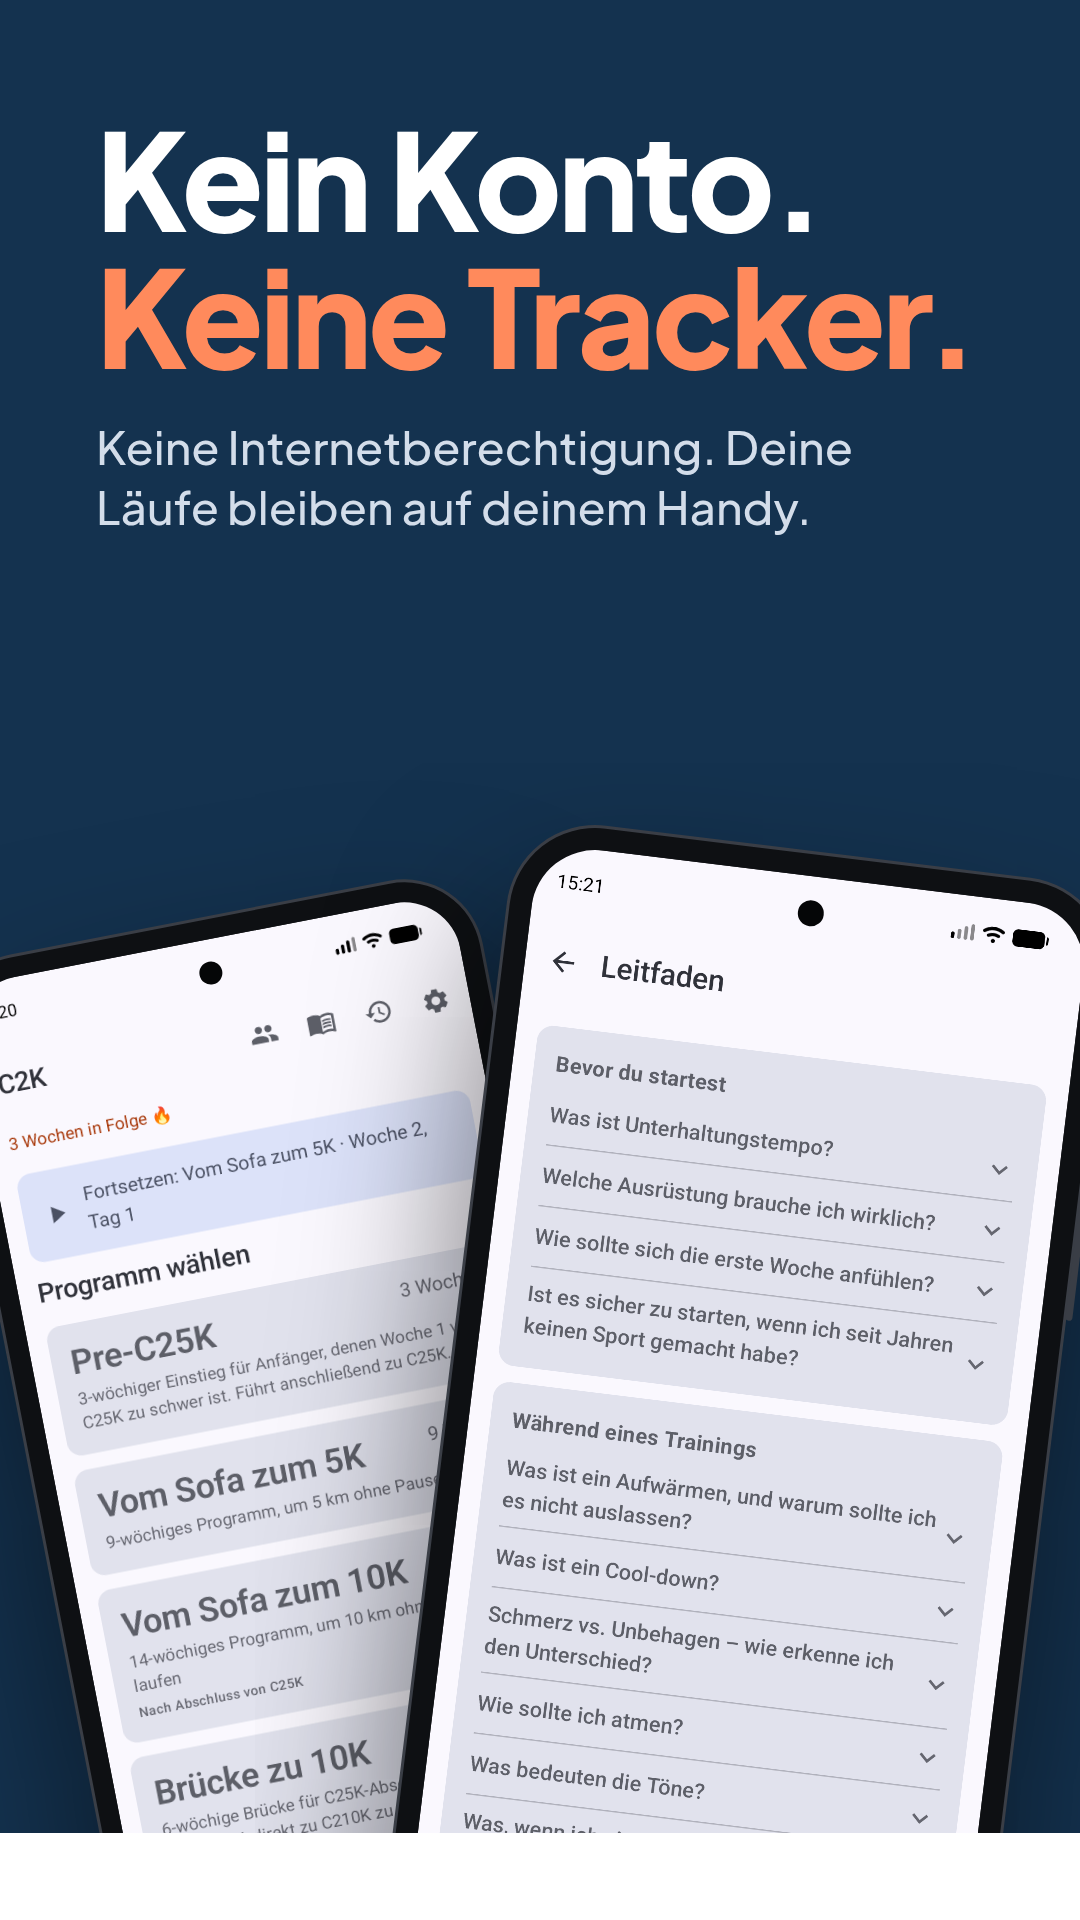 Kein Konto.
Keine Tracker.
Keine Internetberechtigung. Deine
Läufe bleiben auf deinem Handy.
20
C2K
3 Wochen in Folge 🔥
Fortsetzen: Vom Sofa zum 5K · Woche 2,
Tag 1
Programm wählen
3 Woch
Pre-C25K
3-wöchiger Einstieg für Anfänger, denen Woche 1 v
C25K zu schwer ist. Führt anschließend zu C25K.
9
Vom Sofa zum 5K
9-wöchiges Programm, um 5 km ohne Pause
Vom Sofa zum 10K
14-wöchiges Programm, um 10 km ohn
laufen
Nach Abschluss von C25K
Brücke zu 10K
6-wöchige Brücke für C25K-Abs
direkt zu C210K zu
15:21
Leitfaden
Bevor du startest
Was ist Unterhaltungstempo?
Welche Ausrüstung brauche ich wirklich?
Wie sollte sich die erste Woche anfühlen?
Ist es sicher zu starten, wenn ich seit Jahren
keinen Sport gemacht habe?
Während eines Trainings
Was ist ein Aufwärmen, und warum sollte ich
es nicht auslassen?
Was ist ein Cool-down?
Schmerz vs. Unbehagen – wie erkenne ich
den Unterschied?
Wie sollte ich atmen?
Was bedeuten die Töne?
Was, wenn ich